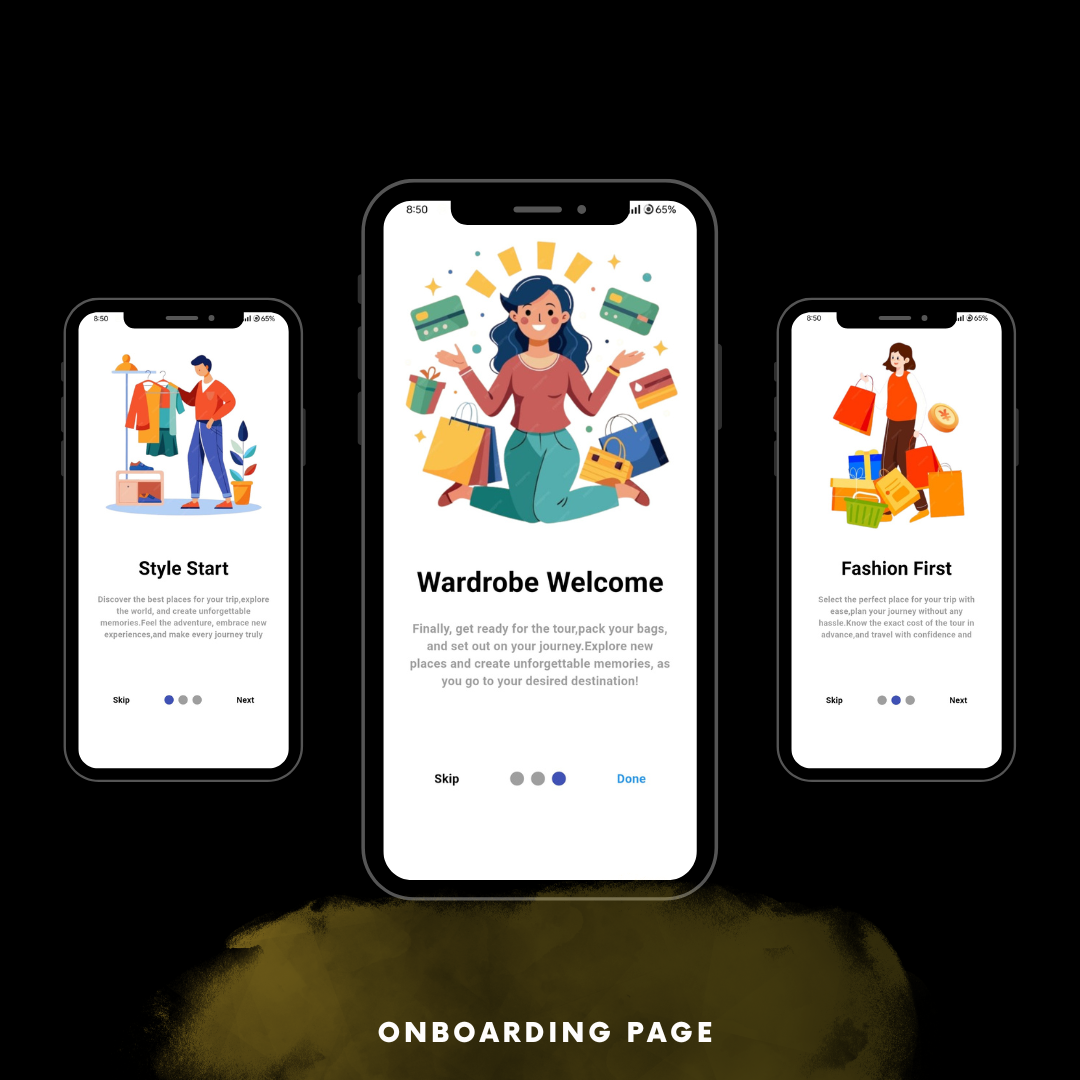 8:50
65%
Style Start
Discover the best places for your trip,explore
the world, and create unforgettable
memories.Feel the adventure, embrace new
experiences,and make every journey truly
Skip
Next
8:50
65%
Wardrobe Welcome
Finally, get ready for the tour,pack your bags,
and set out on your journey.Explore new
places and create unforgettable memories, as
you go to your desired destination!
Skip
Done
8:50
65%
Fashion First
Select the perfect place for your trip with
ease,plan your journey without any
hassle.Know the exact cost of the tour in
advance,and travel with confidence and
Skip
Next
ONBOARDING PAGE